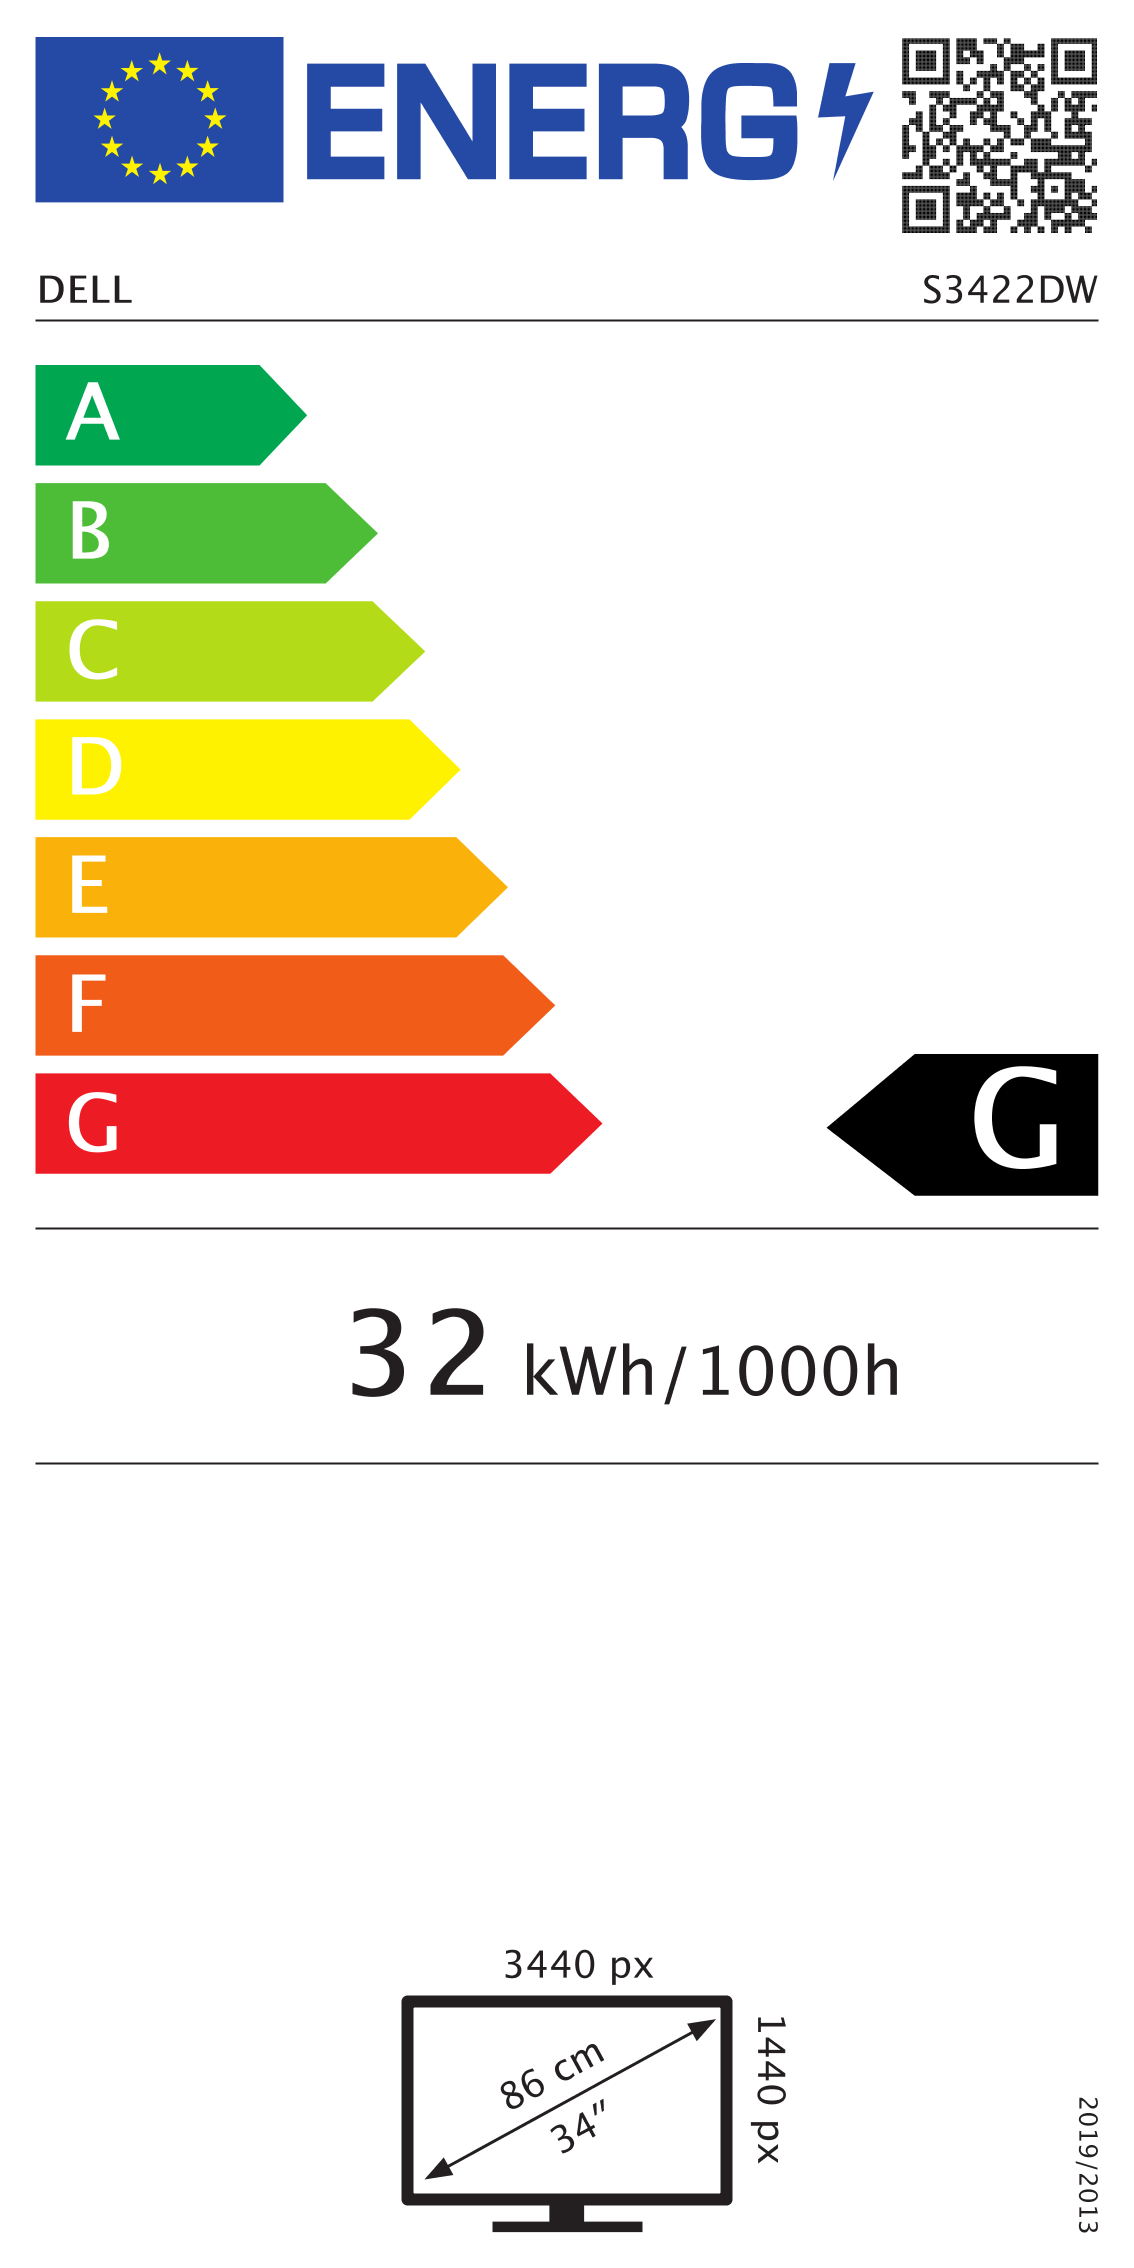 ENERG
DELL
S3422DW
A
B
C
D
E
F
G
G
32 kWh/1000h
3440 px
1440 px
86 cm
34"
2019/2013